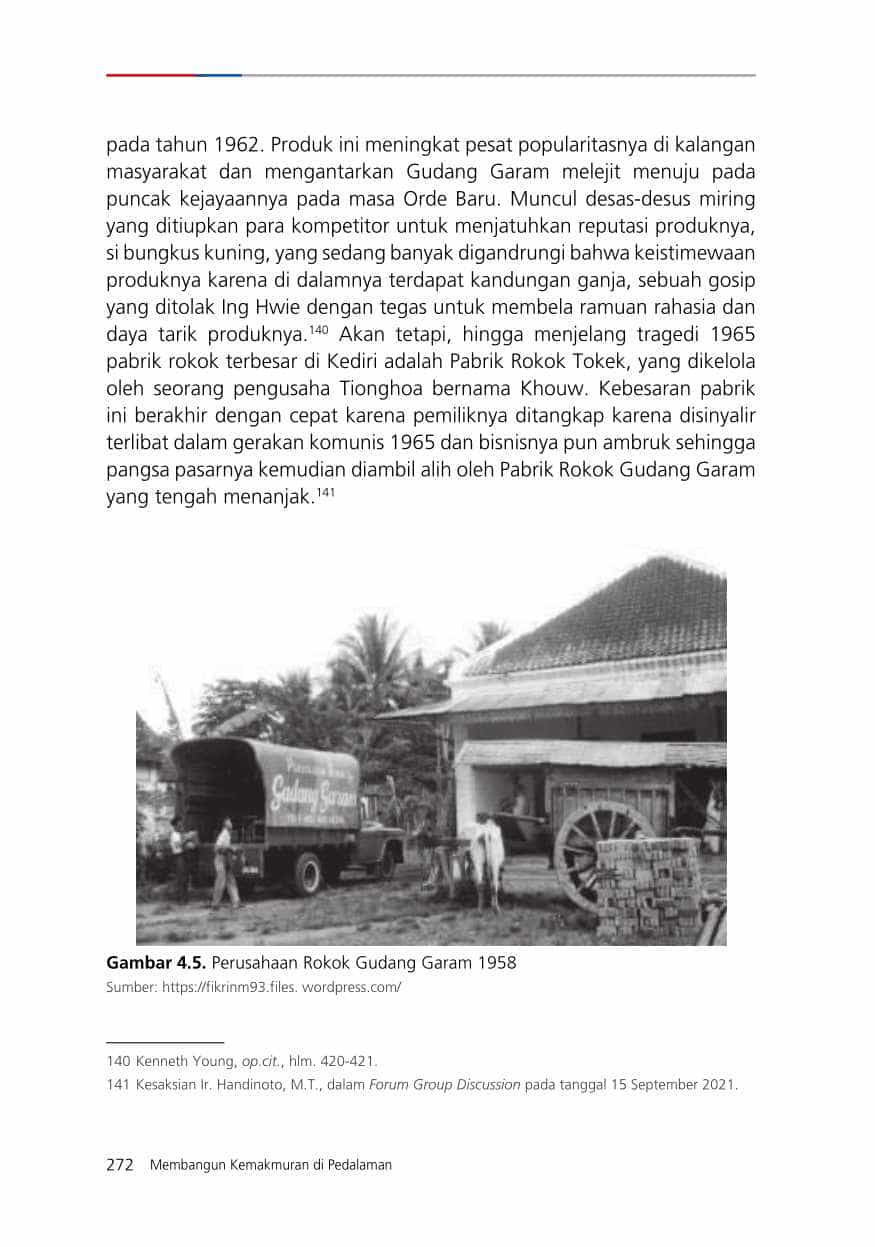 pada tahun 1962. Produk ini meningkat pesat popularitasnya di kalangan
masyarakat dan mengantarkan Gudang Garam melejit menuju pada
puncak kejayaannya pada masa Orde Baru. Muncul desas-desus miring
yang ditiupkan para kompetitor untuk menjatuhkan reputasi produknya,
si bungkus kuning, yang sedang banyak digandrungi bahwa keistimewaan
produknya karena di dalamnya terdapat kandungan ganja, sebuah gosip
yang ditolak Ing Hwie dengan tegas untuk membela ramuan rahasia dan
daya tarik produknya.140 Akan tetapi, hingga menjelang tragedi 1965
pabrik rokok terbesar di Kediri adalah Pabrik Rokok Tokek, yang dikelola
oleh seorang pengusaha Tionghoa bernama Khouw. Kebesaran pabrik
ini berakhir dengan cepat karena pemiliknya ditangkap karena disinyalir
terlibat dalam gerakan komunis 1965 dan bisnisnya pun ambruk sehingga
pangsa pasarnya kemudian diambil alih oleh Pabrik Rokok Gudang Garam
yang tengah menanjak.141
Gudang Garam
Gambar 4.5. Perusahaan Rokok Gudang Garam 1958
Sumber: https://fikrinm93.files. wordpress.com/
140 Kenneth Young, op.cit., hlm. 420-421.
141 Kesaksian Ir. Handinoto, M.T., dalam Forum Group Discussion pada tanggal 15 September 2021.
272 Membangun Kemakmuran di Pedalaman